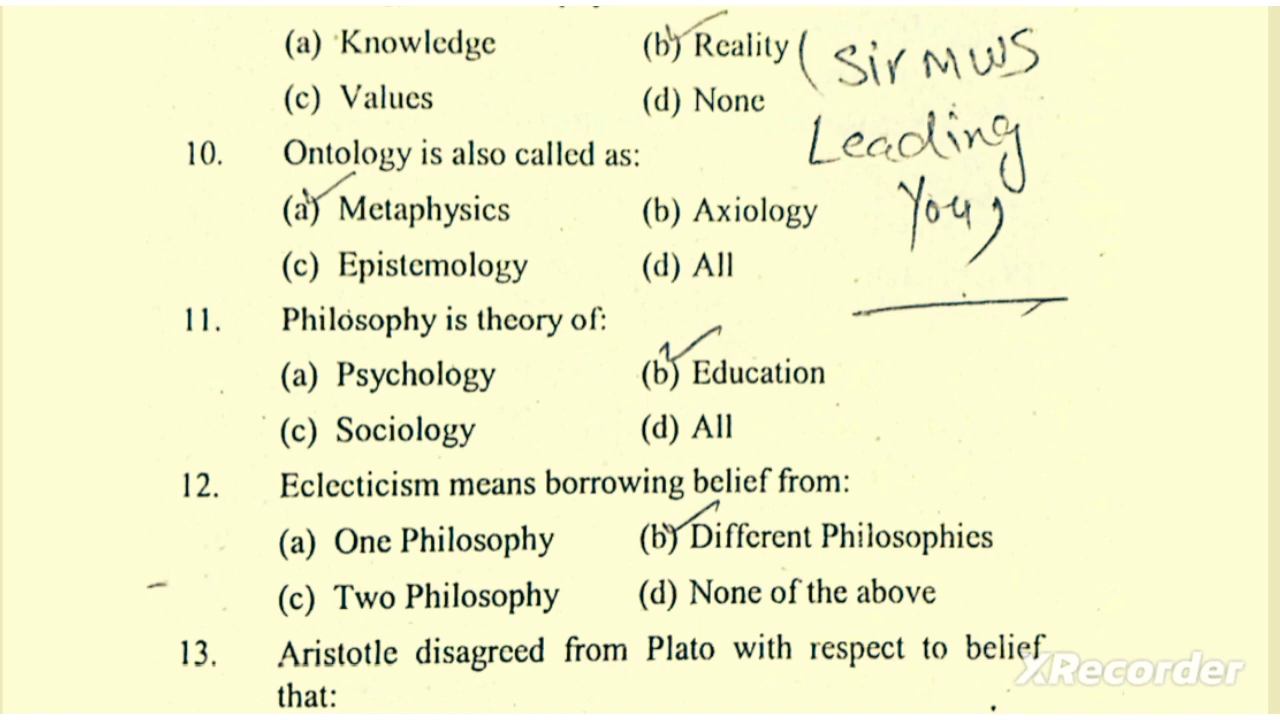 (a) Knowledge (b) Reality ( Sir MWS
(c) Values (d) None
Leading
10. Ontology is also called as:
(a) Metaphysics (b) Axiology
You,
(c) Epistemology (d) All
11. Philosophy is theory of:
(a) Psychology (b) Education
(c) Sociology (d) All
12. Eclecticism means borrowing belief from:
(a) One Philosophy (b) Different Philosophies
(c) Two Philosophy (d) None of the above
13. Aristotle disagreed from Plato with respect to belief
that:
XRecorder